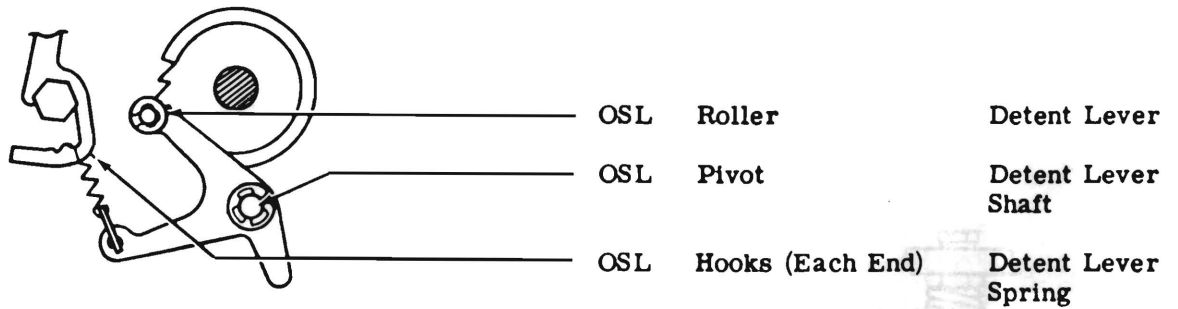 OSL Roller Detent Lever
OSL Pivot Detent Lever
Shaft
OSL Hooks (Each End) Detent Lever
Spring